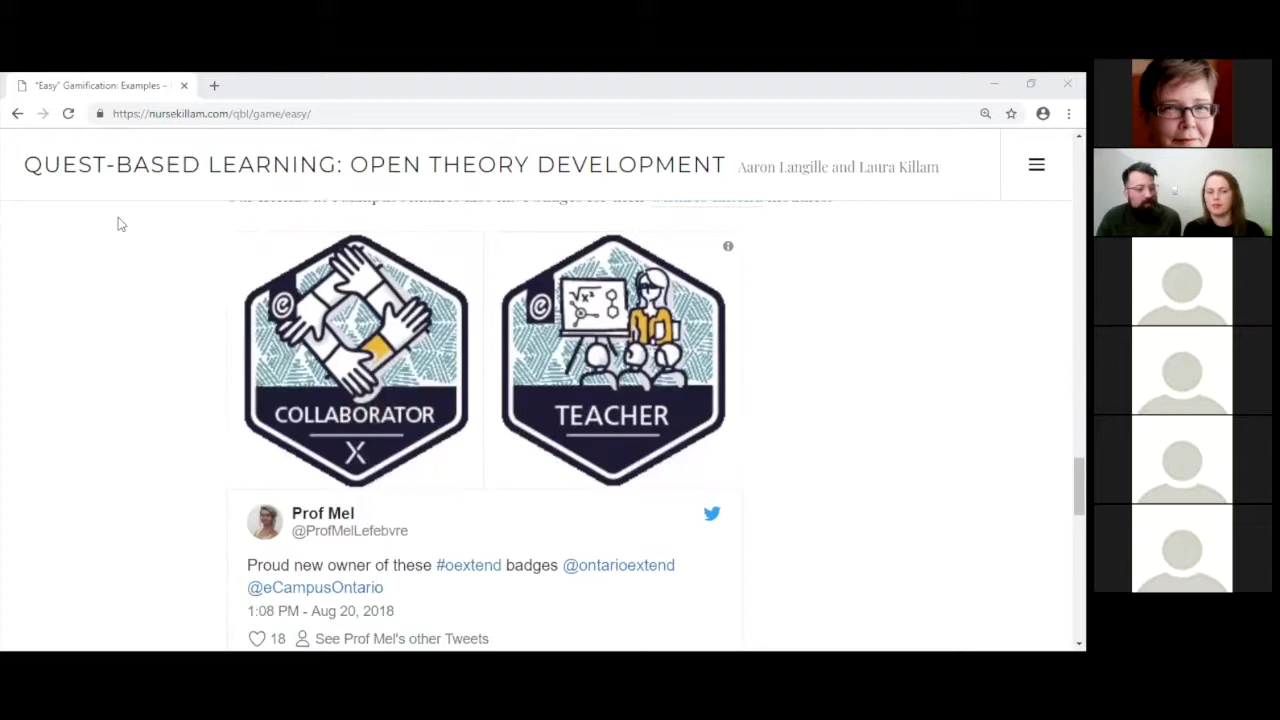 "Easy" Gamification: Examples –
https://nursekillam.com/qbl/game/easy/
QUEST-BASED LEARNING: OPEN THEORY DEVELOPMENT Aaron Langille and Laura Killam
COLLABORATOR
X
√x²
TEACHER
Prof Mel
@ProfMelLefebvre
Proud new owner of these #oextend badges @ontarioextend
@eCampusOntario
1:08 PM - Aug 20, 2018
18 See Prof Mel's other Tweets